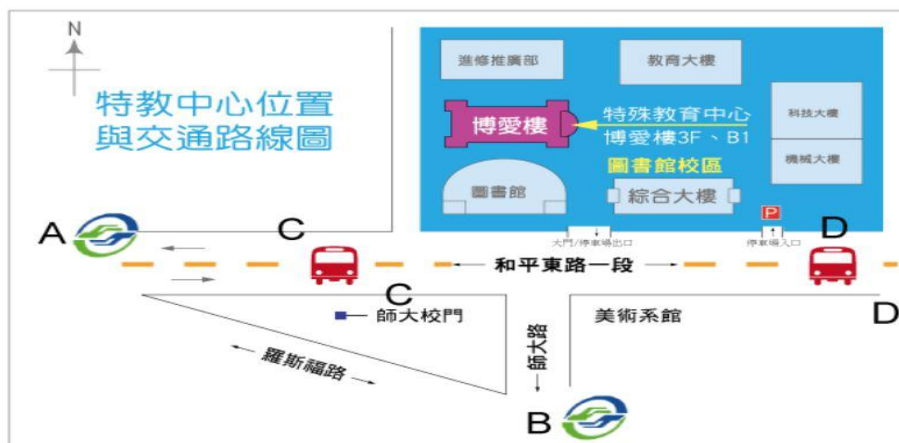 N
特教中心位置
與交通路線圖
進修推廣部
教育大樓
博愛樓
特殊教育中心
博愛樓3F、B1
科技大樓
圖書館校區
機械大樓
圖書館
綜合大樓
P
A
C
大門/停車場出口
停車場入口
D
和平東路一段
C
師大校門
美術系館
D
羅斯福路
師大路
B